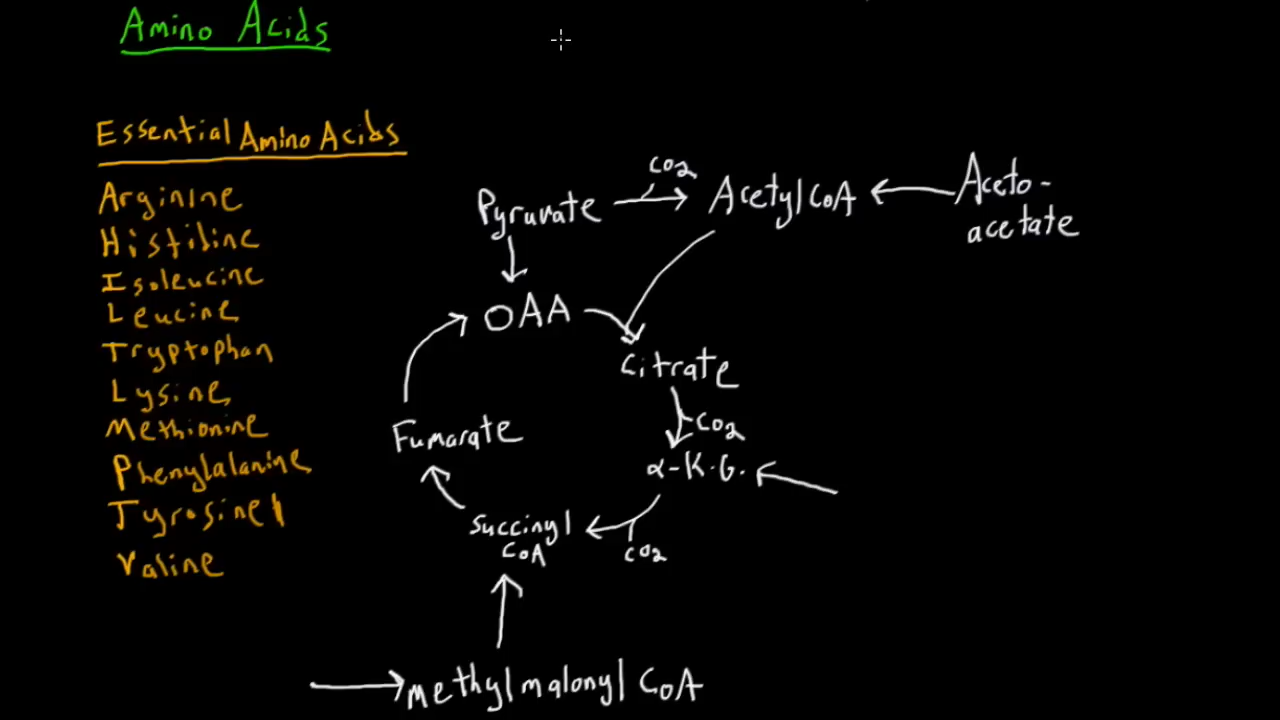 Amino Acids
Essential Amino Acids
Arginine
Histiline
Isoleucine
Leucine
Tryptophan
Lysine
Methionine
Phenylalanine
Tyrosine
Valine
CO2
Pyruvate
Acetyl CoA
Aceto-
acetate
OAA
Citrate
CO2
Fumarate
α-K.G.
Succinyl
CoA
CO2
methylmalonyl CoA